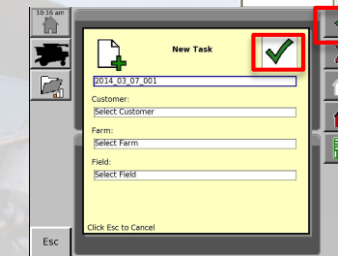 10:36 am
New Task
2014_03_07_001
Customer:
Select Customer
Farm:
Select Farm
Field:
Select Field
Click Esc to Cancel
Esc